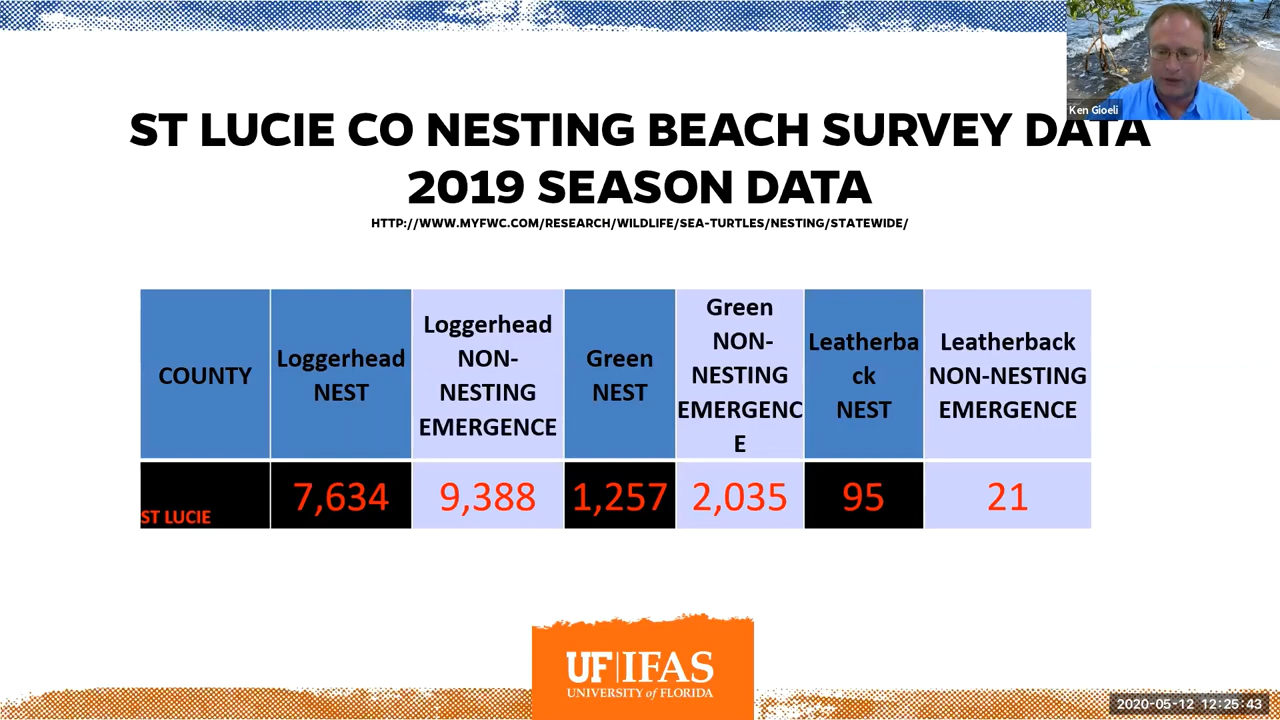 Ken Gioeli
ST LUCIE CO NESTING BEACH SURVEY DATA
2019 SEASON DATA
HTTP://WWW.MYFWC.COM/RESEARCH/WILDLIFE/SEA-TURTLES/NESTING/STATEWIDE/
COUNTY
Loggerhead
NEST
Loggerhead
NON-
NESTING
EMERGENCE
Green
NEST
Green
NON-
NESTING
EMERGENC
E
Leatherba
ck
NEST
Leatherback
NON-NESTING
EMERGENCE
ST LUCIE
7,634
9,388
1,257
2,035
95
21
UF|IFAS
UNIVERSITY of FLORIDA
2020-05-12 12:25:43